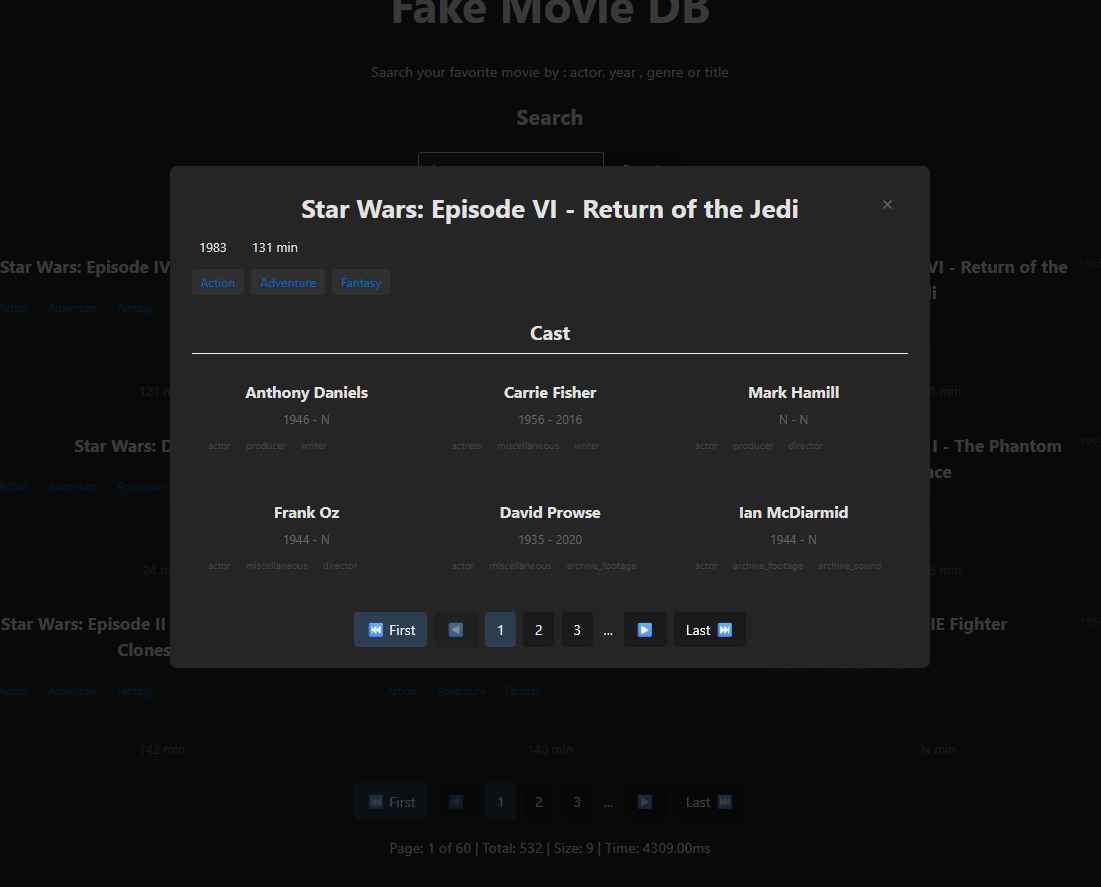 Fake Movie DB
Saarch your favorite movie by : actor, year , genre or title
Search
Star Wars: Episode VI - Return of the Jedi ×
1983 131 min
Action Adventure Fantasy
Cast
Anthony Daniels Carrie Fisher Mark Hamill
1946 - N 1956 - 2016 N - N
actor producer writer actress miscellaneous writer actor producer director
Frank Oz David Prowse Ian McDiarmid
1944 - N 1935 - 2020 1944 - N
actor miscellaneous director actor miscellaneous archive_footage actor archive_footage archive_sound
⏪ First ◀ 1 2 3 ... ▶ Last ⏩
Star Wars: Episode IV VI - Return of the
Action Adventure Fantasy
121 min
Star Wars: I - The Phantom
Action Adventure Animation
24 m min
Star Wars: Episode II IE Fighter
Clones
Action Adventure Fantasy Action Adventure Fantasy
142 min 140 min N min
⏮ First ◀ 1 2 3 ... ▶ Last ⏭
Page: 1 of 60 | Total: 532 | Size: 9 | Time: 4309.00ms